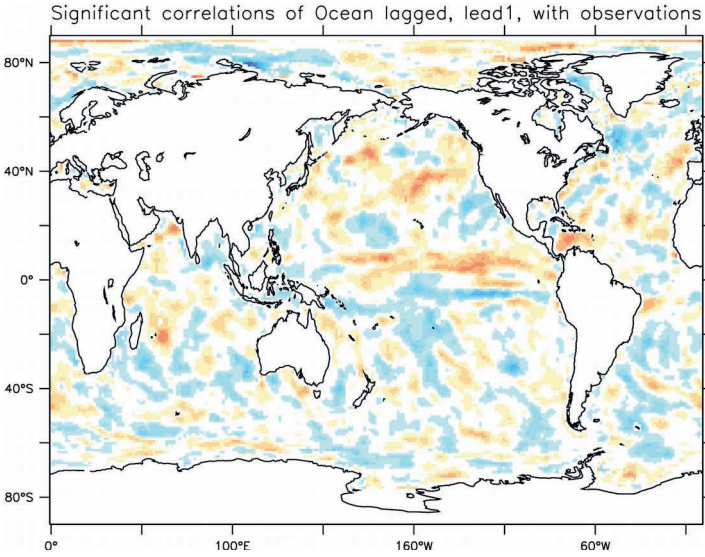 Significant correlations of Ocean lagged, lead1, with observations
80°N
40°N
0°
40°S
80°S
0° 100°E 160°W 60°W